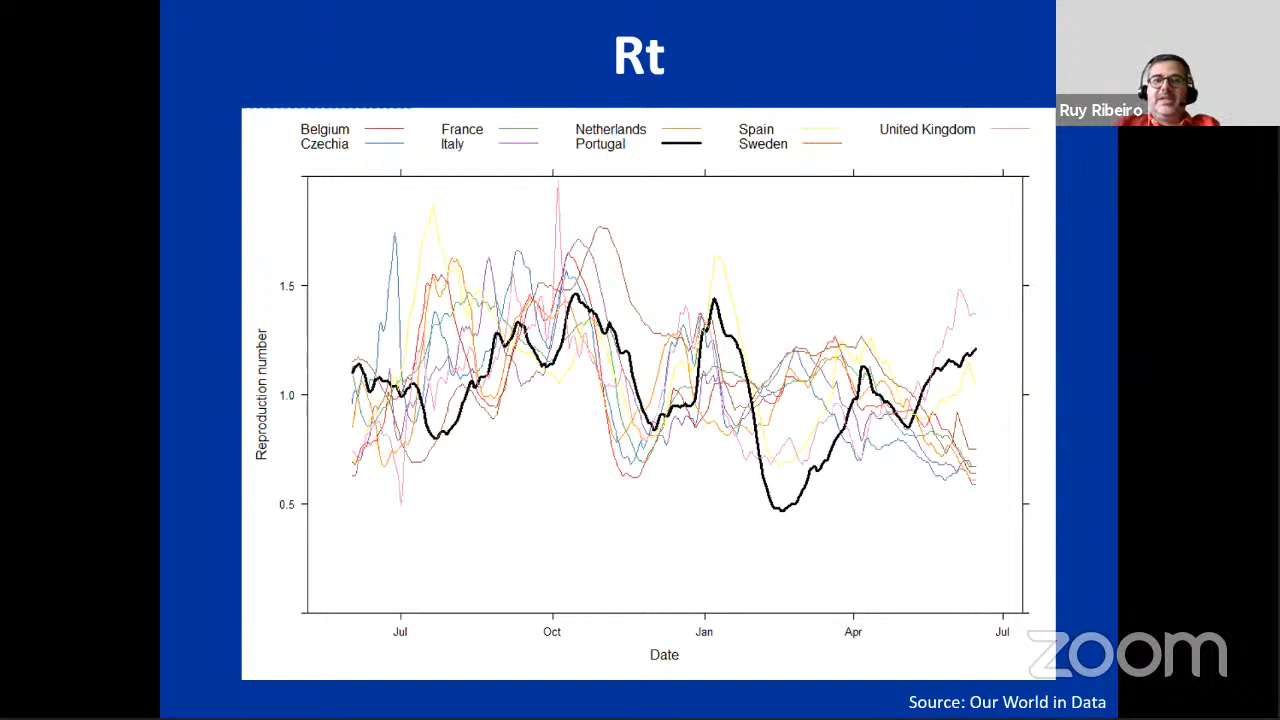 Rt
Ruy Ribeiro
Belgium France Netherlands Spain United Kingdom
Czechia Italy Portugal Sweden
1.5
1.0
0.5
Reproduction number
Jul Oct Jan Apr Jul
Date
zoom
Source: Our World in Data